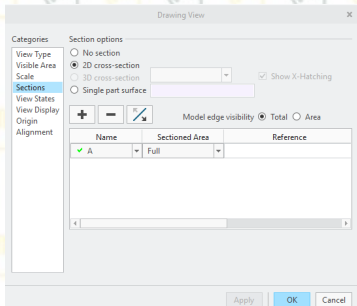 Drawing View
Categories
View Type
Visible Area
Scale
Sections
View States
View Display
Origin
Alignment
Section options
No section
2D cross-section
3D cross-section
Show X-Hatching
Single part surface
Model edge visibility Total Area
Name Sectioned Area Reference
A Full
Apply OK Cancel